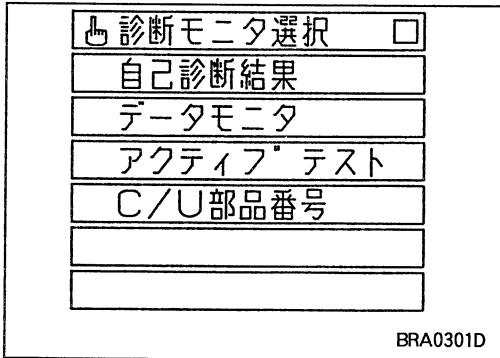 診断モニタ選択
自己診断結果
データモニタ
アクティブ テスト
C/U部品番号
BRA0301D